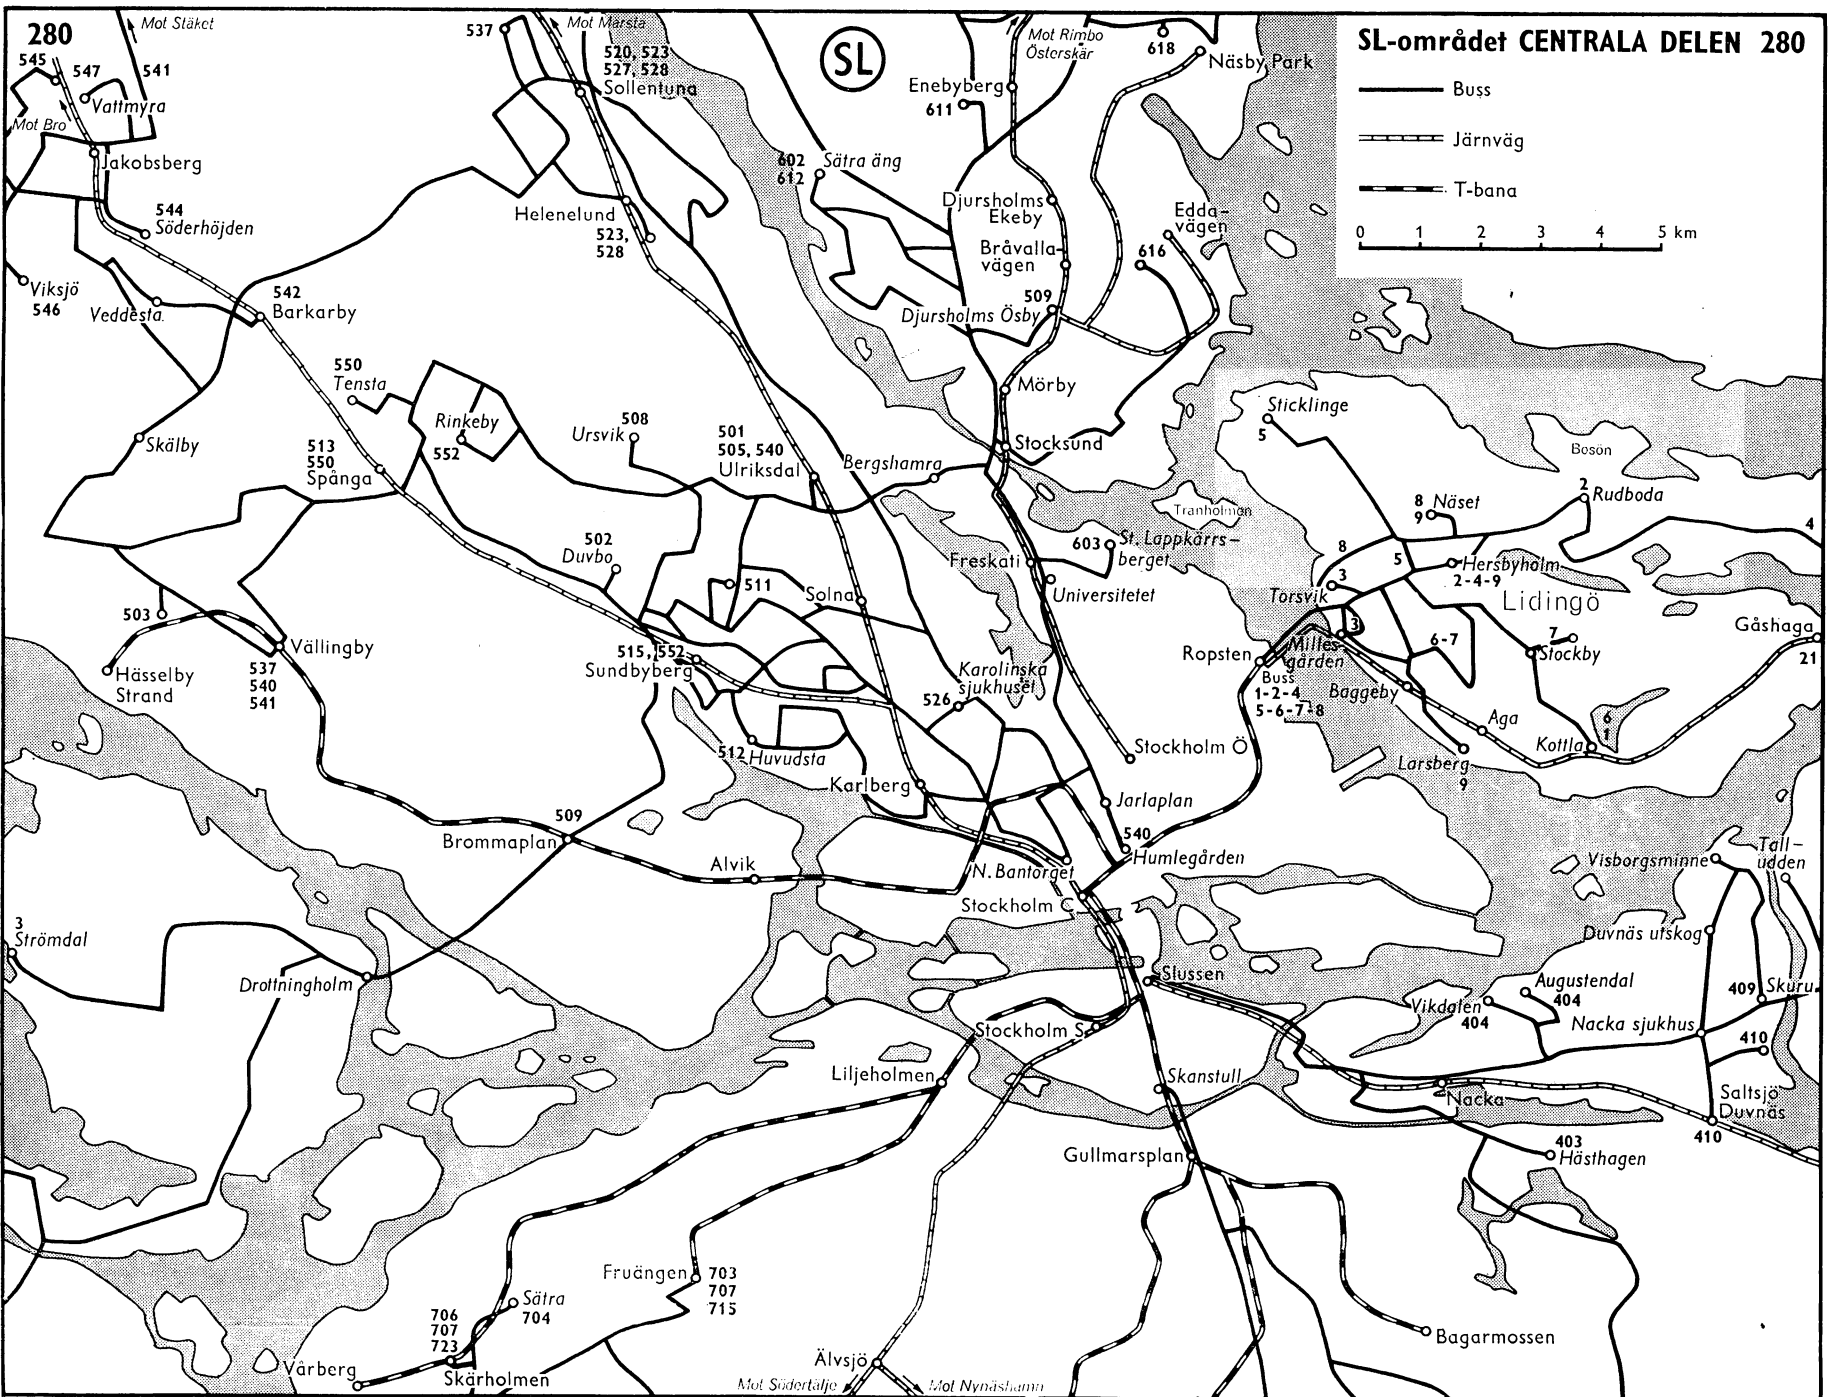 280
Mot Stäket
545
547
541
Vattmyra
Mot Bro
Jakobsberg
544
Söderhöjden
Viksjö
546
Veddesta
542
Barkarby
537
Mot Märsta
520, 523
527, 528
Sollentuna
Helenelund
523,
528
SL
602
612
Sätra äng
Mot Rimbo
Österskär
618
Näsby Park
Enebyberg
611
Djursholms
Ekeby
Bråvalla-
vägen
Edda-
vägen
616
509
Djursholms Ösby
Mörby
Stocksund
SL-området CENTRALA DELEN 280
Buss
Järnväg
T-bana
0 1 2 3 4 5 km
550
Tensta
Rinkeby
552
Skälby
513
550
Spånga
508
Ursvik
501
505, 540
Ulriksdal
Bergshamra
502
Duvbo
511
Solna
503
Vällingby
537
540
541
Hässelby
Strand
515, 552
Sundbyberg
512
Huvudsta
Karolinska
sjukhuset
526
Karlberg
Freskati
603
St. Lappkärrs-
berget
Universitetet
Tranholmen
Stockholm Ö
Jarlaplan
540
Humlegården
N. Bantorget
Stockholm C
509
Brommaplan
Alvik
Sticklinge
5
Bosön
2
Rudboda
8
9
Näset
4
8
5
Hersbyholm
2-4-9
3
Torsvik
Lidingö
3
Milles-
gården
6-7
7
Stockby
Gåshaga
21
Ropsten
Buss
1-2-4
5-6-7-8
Baggeby
Aga
Kottla
6
1
Larsberg
9
3
Strömdal
Drottningholm
Slussen
Stockholm S
Liljeholmen
Skanstull
Gullmarsplan
Visborgsminne
Tall-
udden
Duvnäs utskog
Augustendal
404
Vikdalen
404
409
Skuru
Nacka sjukhus
410
Nacka
Saltsjö
Duvnäs
410
403
Hästhagen
Fruängen
703
707
715
Sätra
704
706
707
723
Vårberg
Skärholmen
Älvsjö
Mot Södertälje
Mot Nynäshamn
Bagarmossen